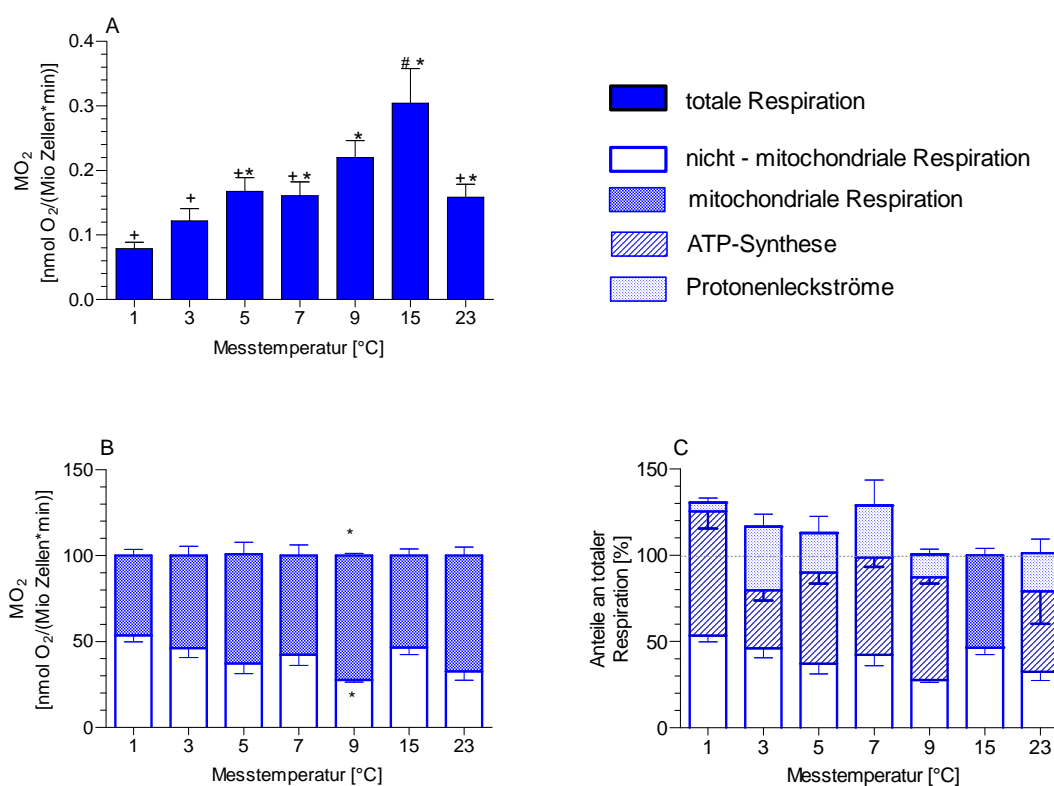 A
0.4
0.3
0.2
0.1
0.0
MO2
[nmol O2/(Mio Zellen*min)]
+
+
+*
+*
*
# *
+*
1 3 5 7 9 15 23
Messtemperatur [°C]
totale Respiration
nicht - mitochondriale Respiration
mitochondriale Respiration
ATP-Synthese
Protonenleckströme
B
150
100
50
0
MO2
[nmol O2/(Mio Zellen*min)]
*
*
1 3 5 7 9 15 23
Messtemperatur [°C]
C
150
100
50
0
Anteile an totaler
Respiration [%]
1 3 5 7 9 15 23
Messtemperatur [°C]